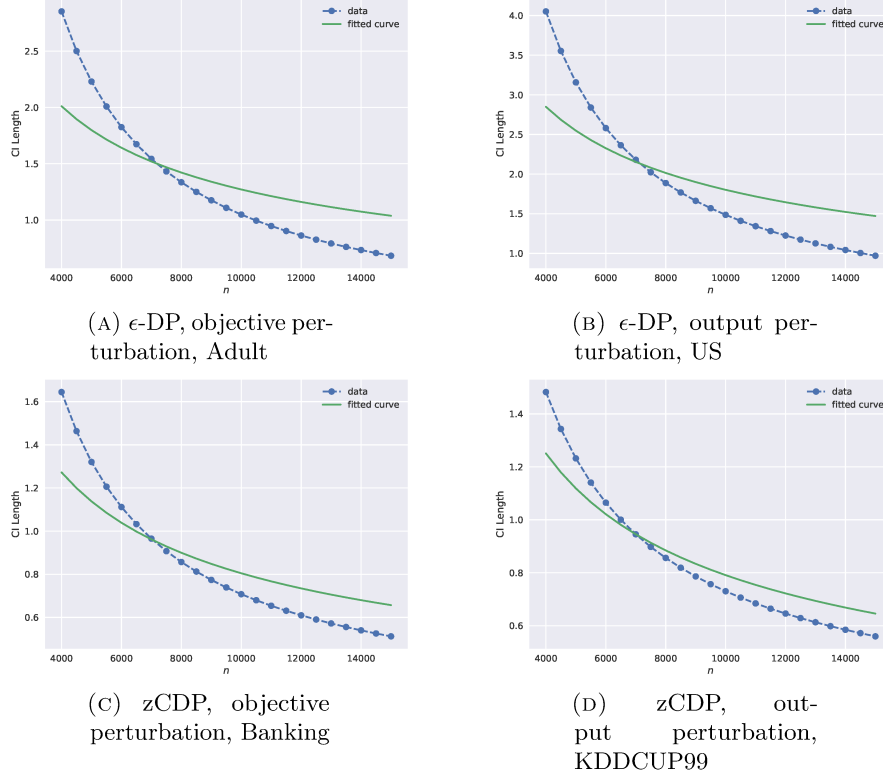 data
fitted curve
2.5
2.0
1.5
1.0
CI Length
4000 6000 8000 10000 12000 14000
n
(A) ϵ-DP, objective per-
turbation, Adult
data
fitted curve
4.0
3.5
3.0
2.5
2.0
1.5
1.0
CI Length
4000 6000 8000 10000 12000 14000
n
(B) ϵ-DP, output per-
turbation, US
data
fitted curve
1.6
1.4
1.2
1.0
0.8
0.6
CI Length
4000 6000 8000 10000 12000 14000
n
(C) zCDP, objective
perturbation, Banking
data
fitted curve
1.4
1.2
1.0
0.8
0.6
CI Length
4000 6000 8000 10000 12000 14000
n
(D) zCDP, out-
put perturbation,
KDDCUP99